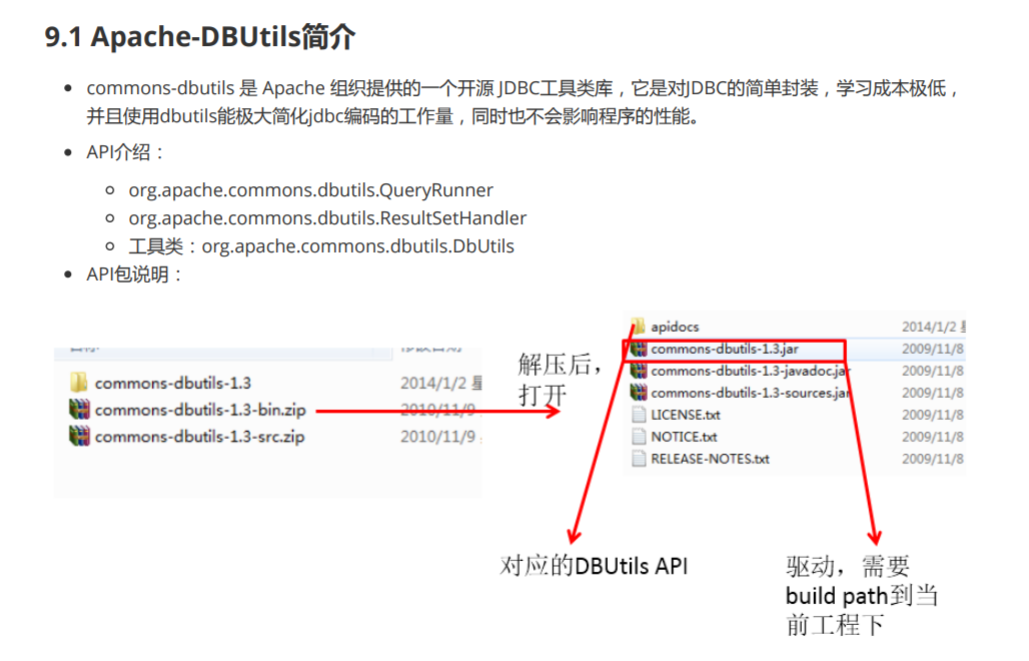 9.1 Apache-DBUtils简介
commons-dbutils 是 Apache 组织提供的一个开源 JDBC工具类库，它是对JDBC的简单封装，学习成本极低，
并且使用dbutils能极大简化jdbc编码的工作量，同时也不会影响程序的性能。
API介绍：
org.apache.commons.dbutils.QueryRunner
org.apache.commons.dbutils.ResultSetHandler
工具类：org.apache.commons.dbutils.DbUtils
API包说明：
commons-dbutils-1.3 2014/1/2 星
commons-dbutils-1.3-bin.zip 2010/11/9
commons-dbutils-1.3-src.zip 2010/11/9
解压后，
打开
apidocs 2014/1/2
commons-dbutils-1.3.jar 2009/11/8
commons-dbutils-1.3-javadoc.jar 2009/11/8
commons-dbutils-1.3-sources.jar 2009/11/8
LICENSE.txt 2009/11/8
NOTICE.txt 2009/11/8
RELEASE-NOTES.txt 2009/11/8
对应的DBUtils API
驱动，需要
build path到当
前工程下